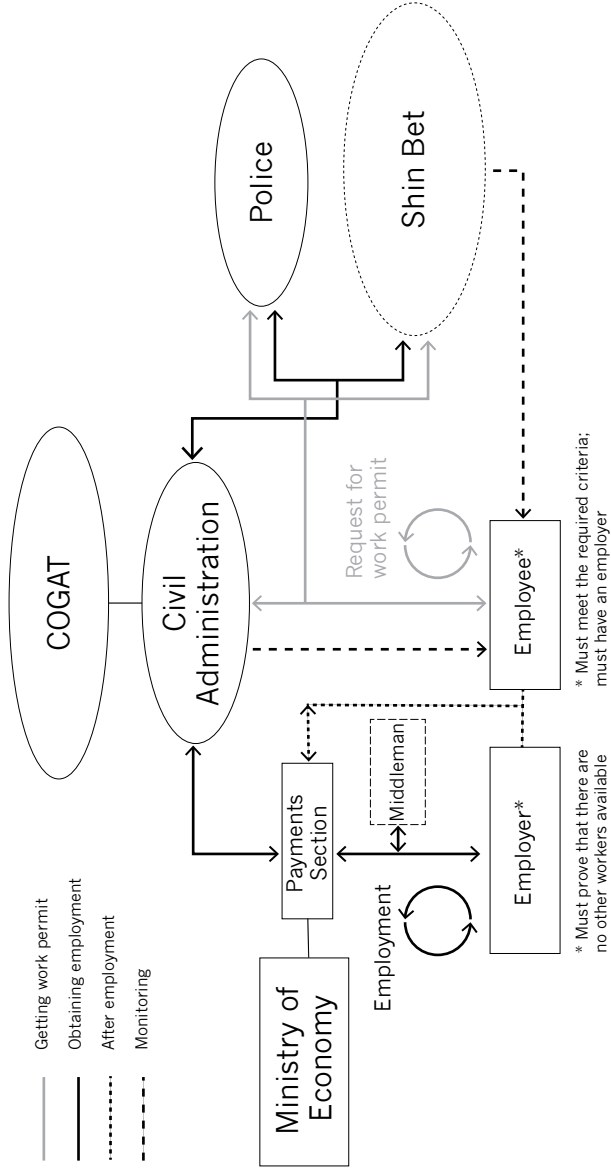 Getting work permit
Obtaining employment
After employment
Monitoring
COGAT
Civil
Administration
Police
Shin Bet
Ministry of
Economy
Payments
Section
Middleman
Employment
Request for
work permit
Employer*
Employee*
* Must prove that there are
no other workers available
* Must meet the required criteria;
must have an employer